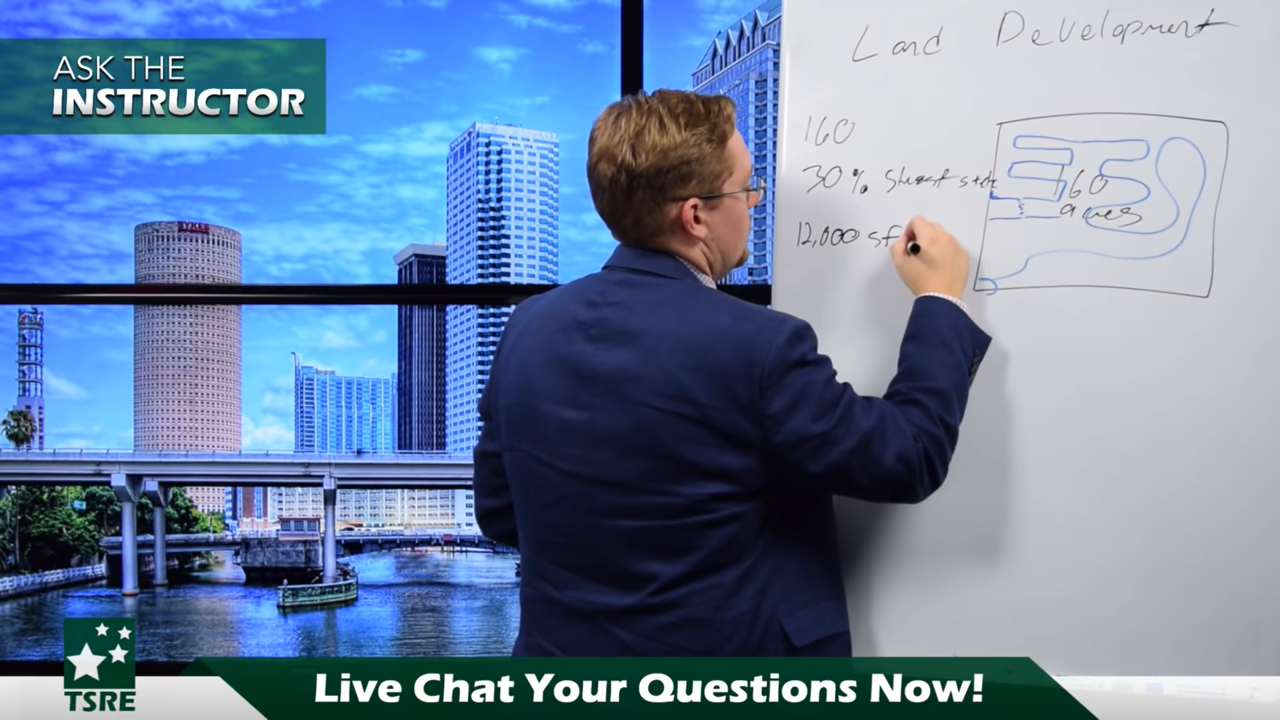 ASK THE
INSTRUCTOR
Land Development
160
30% street
12,000 sf
160
acres
SYKES
TSRE
Live Chat Your Questions Now!